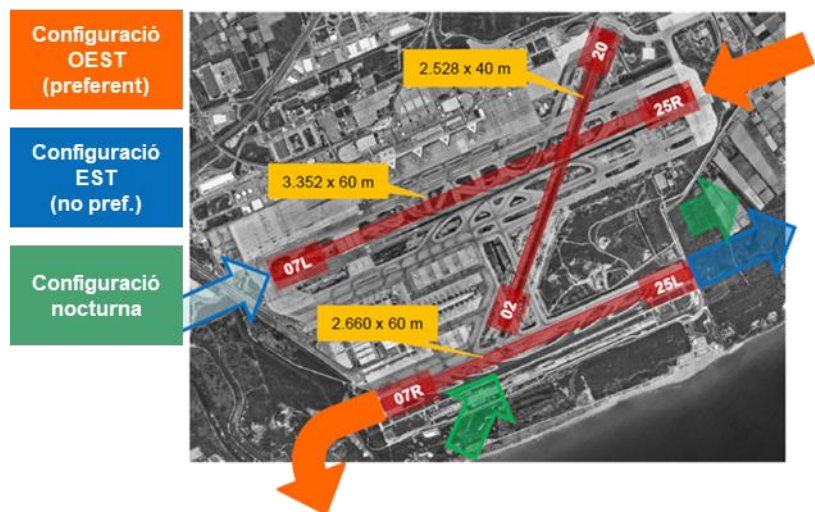 Configuració
OEST
(preferent)
Configuració
EST
(no pref.)
Configuració
nocturna
2.528 x 40 m
3.352 x 60 m
2.660 x 60 m
20
25R
07L
02
25L
07R